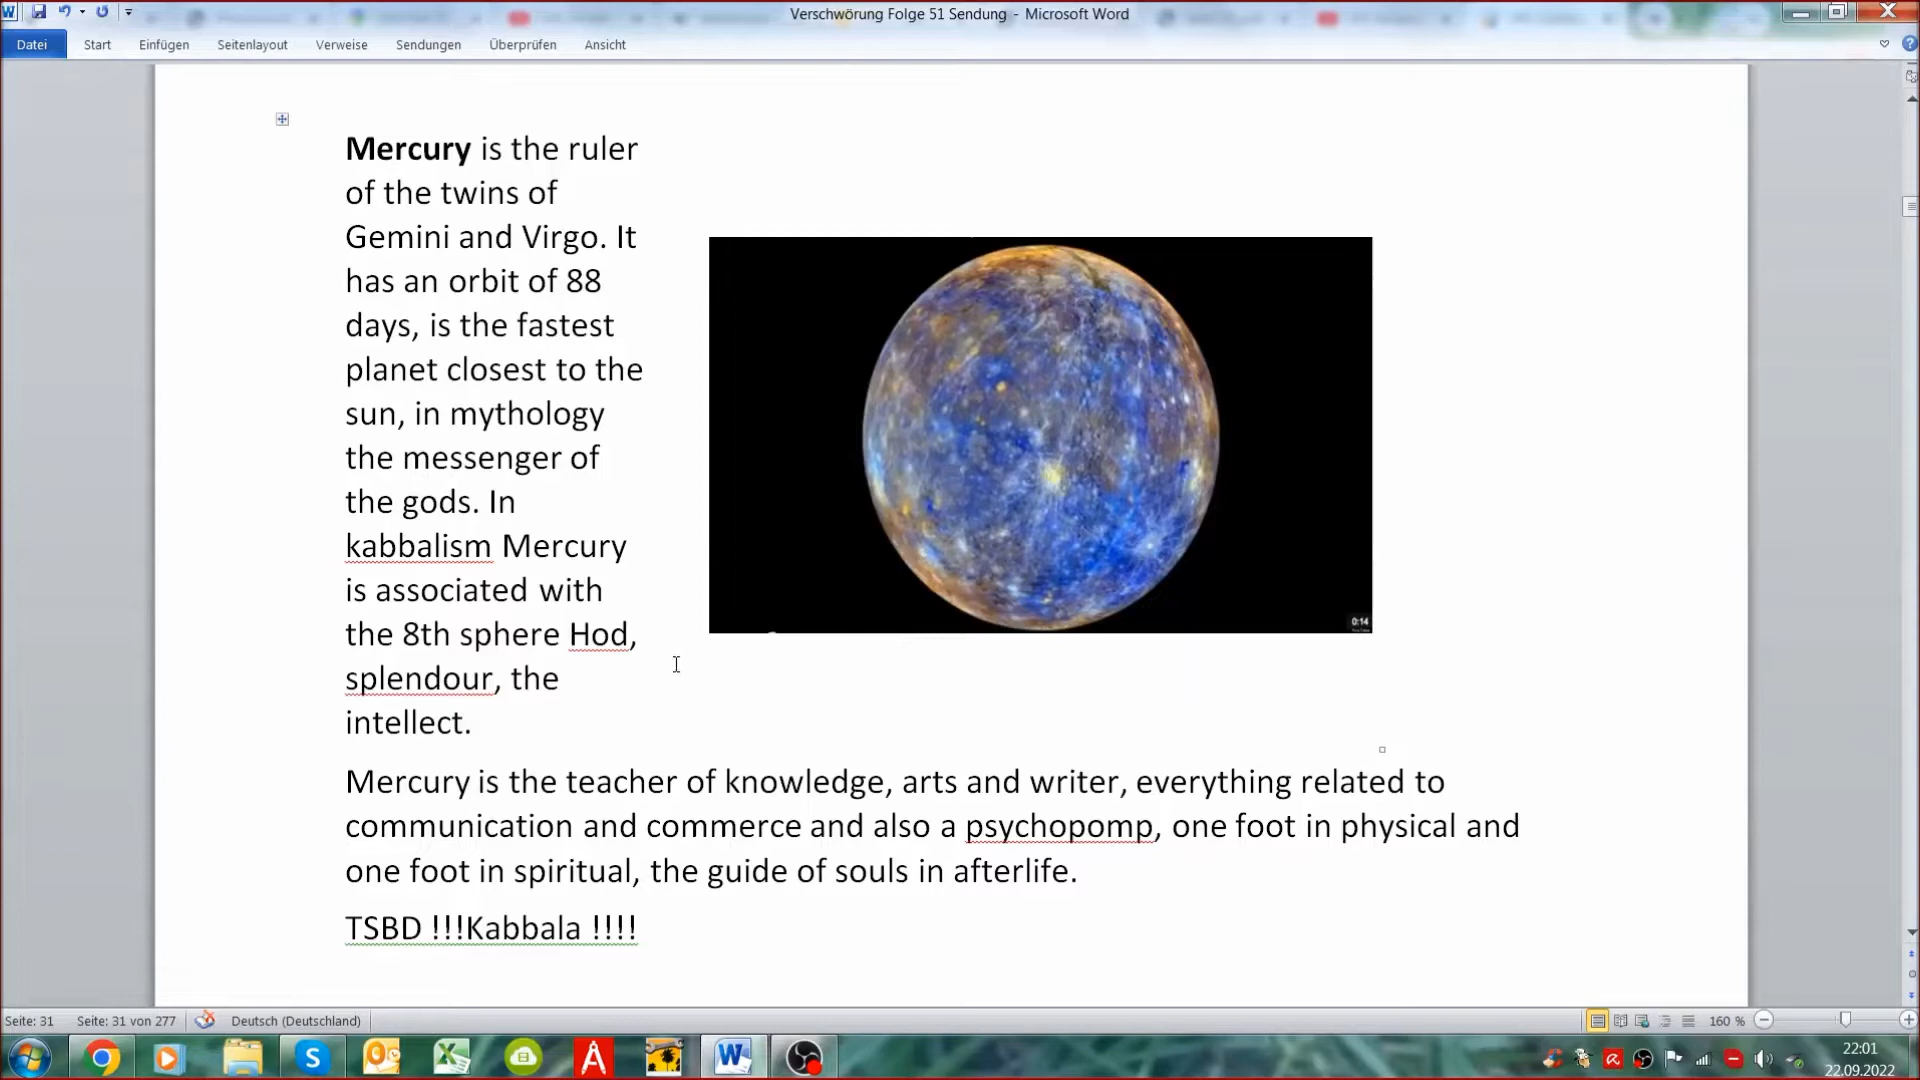 Verschwörung Folge 51 Sendung - Microsoft Word
Datei Start Einfügen Seitenlayout Verweise Sendungen Überprüfen Ansicht
Mercury is the ruler
of the twins of
Gemini and Virgo. It
has an orbit of 88
days, is the fastest
planet closest to the
sun, in mythology
the messenger of
the gods. In
kabbalism Mercury
is associated with
the 8th sphere Hod,
splendour, the
intellect.
0:14
Mercury is the teacher of knowledge, arts and writer, everything related to
communication and commerce and also a psychopomp, one foot in physical and
one foot in spiritual, the guide of souls in afterlife.
TSBD !!!Kabbala !!!!
Seite: 31 Seite: 31 von 277 Deutsch (Deutschland) 160 %
22:01
22.09.2022